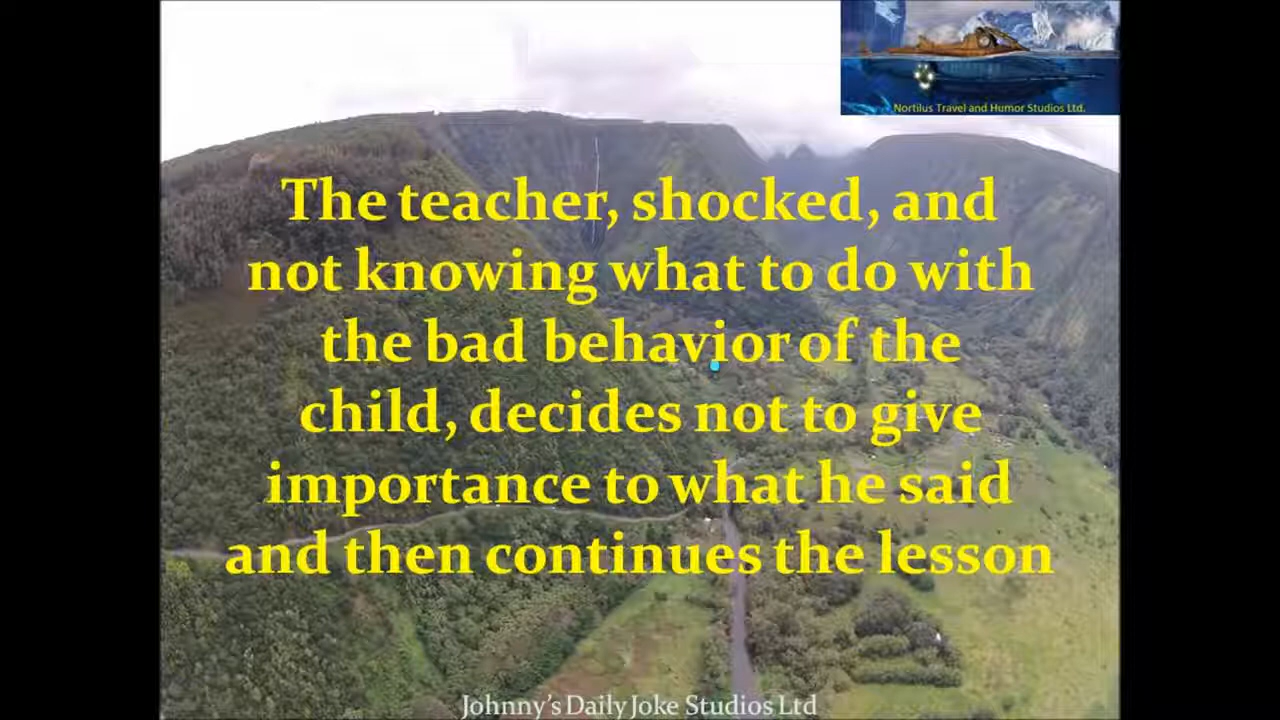 Nortilus Travel and Humor Studios Ltd.
The teacher, shocked, and
not knowing what to do with
the bad behavior of the
child, decides not to give
importance to what he said
and then continues the lesson
Johnny's Daily Joke Studios Ltd